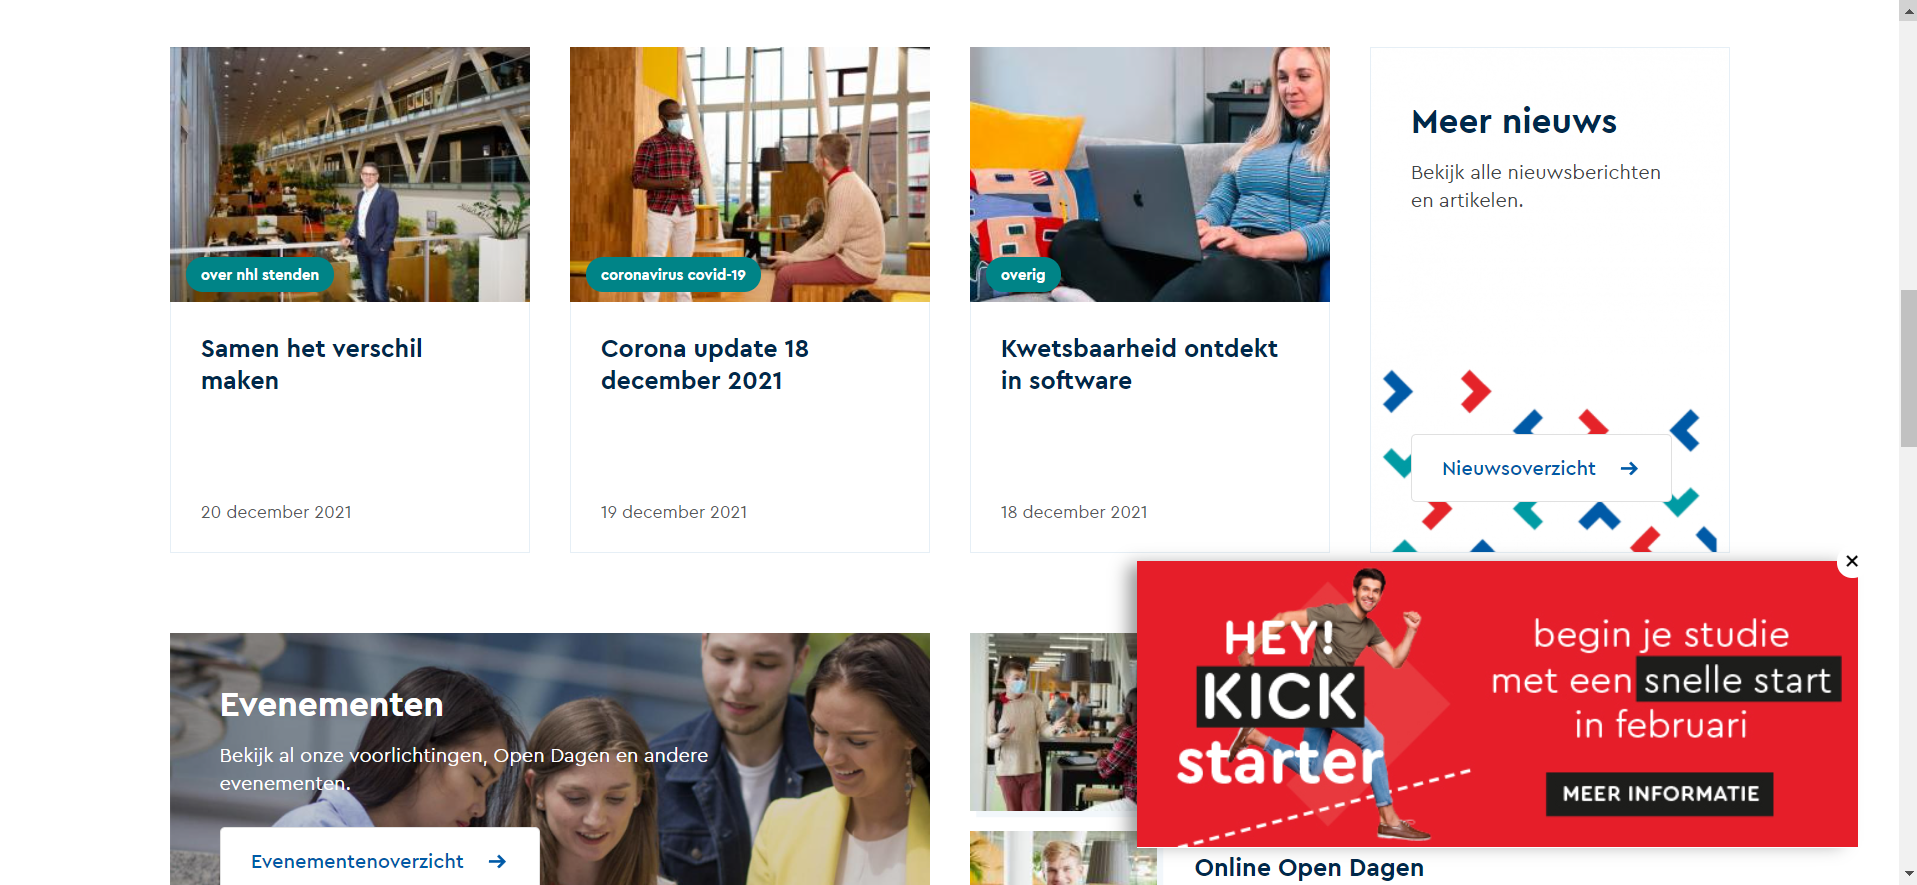 over nhl stenden
Samen het verschil
maken
20 december 2021
coronavirus covid-19
Corona update 18
december 2021
19 december 2021
overig
Kwetsbaarheid ontdekt
in software
18 december 2021
Meer nieuws
Bekijk alle nieuwsberichten
en artikelen.
Nieuwsoverzicht
Evenementen
Bekijk al onze voorlichtingen, Open Dagen en andere
evenementen.
Evenementenoverzicht
HEY!
KICK
starter
begin je studie
met een snelle start
in februari
MEER INFORMATIE
Online Open Dagen